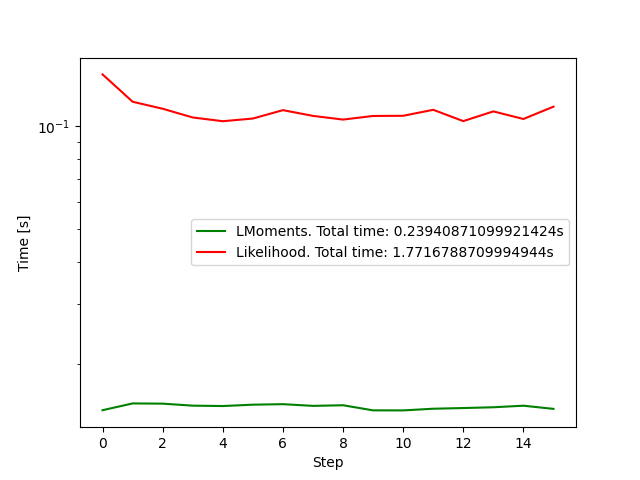 10⁻¹
Time [s]
LMoments. Total time: 0.23940871099921424s
Likelihood. Total time: 1.7716788709994944s
0 2 4 6 8 10 12 14
Step